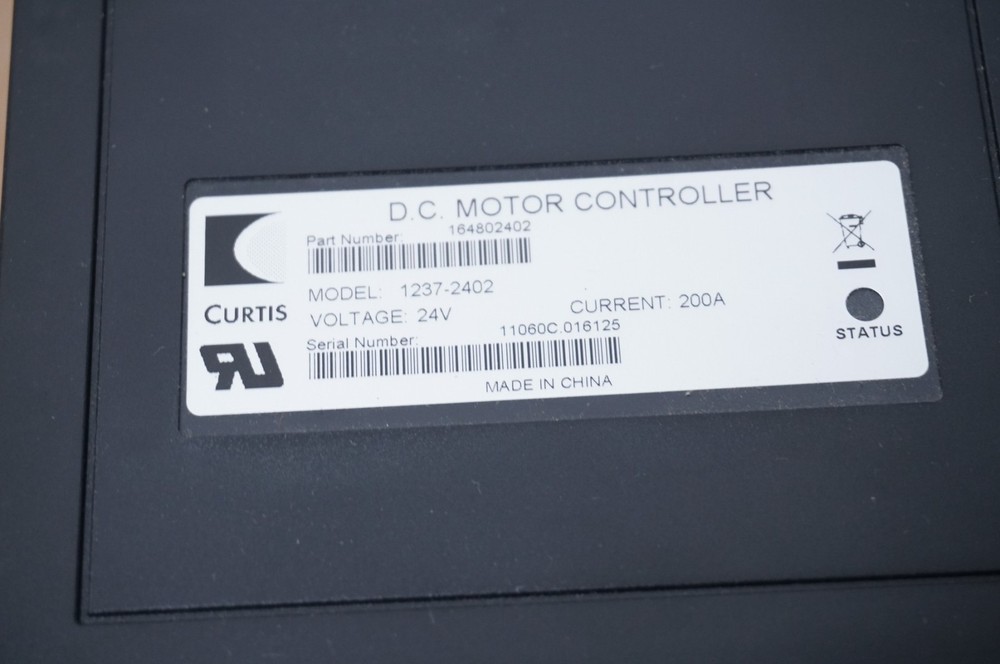 D.C. MOTOR CONTROLLER
Part Number: 164802402
MODEL: 1237-2402
CURTIS
VOLTAGE: 24V CURRENT: 200A
Serial Number: 11060C.016125
STATUS
MADE IN CHINA